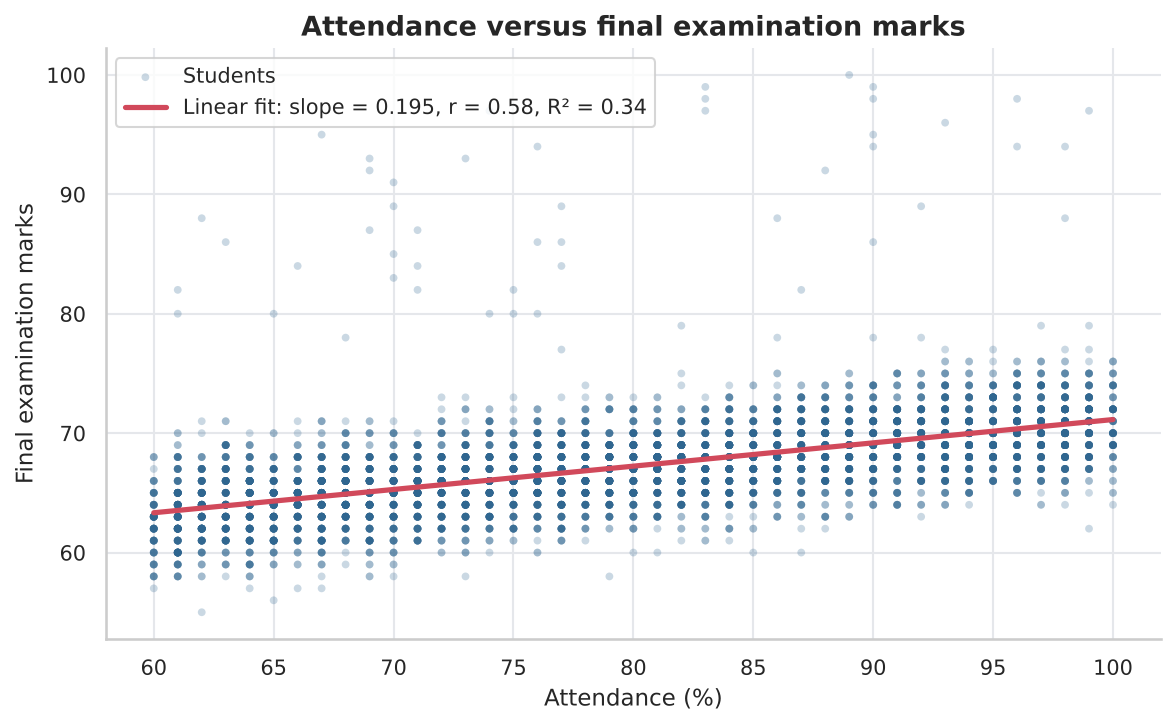 Attendance versus final examination marks
Students
Linear fit: slope = 0.195, r = 0.58, R² = 0.34
Final examination marks
100
90
80
70
60
60 65 70 75 80 85 90 95 100
Attendance (%)